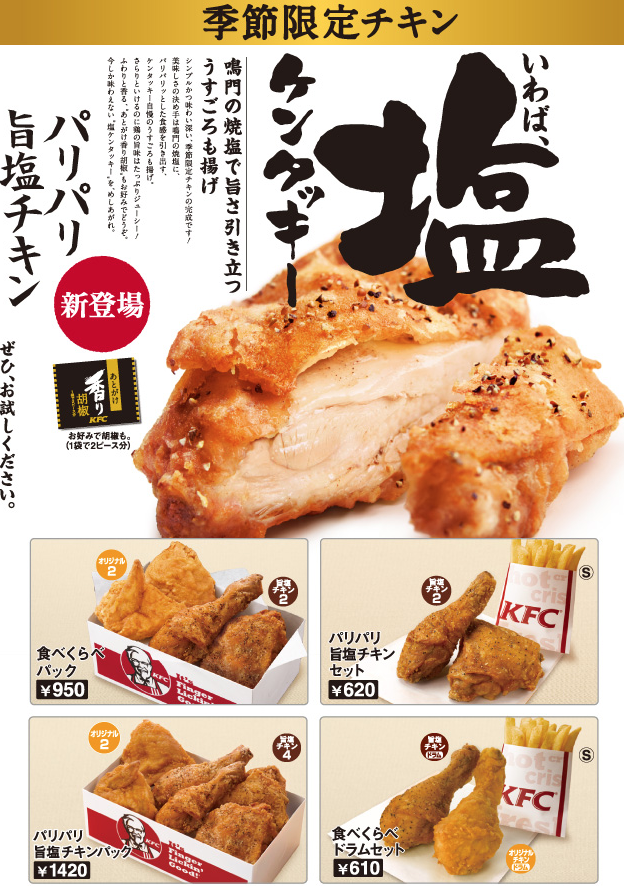 季節限定チキン
いわば、
塩
ケンタッキー
鳴門の焼塩で旨さ引き立つ
うすごろも揚げ
シンプルかつ味わい深い、季節限定チキンの完成です！
美味しさの決め手は鳴門の焼塩に、
パリパリッとした食感を引き出す、
ケンタッキー自慢のうすごろも揚げ。
さらりといけるのに鶏の旨味はたっぷりジューシー！
ふわりと香る、“あとがけ香り胡椒”もお好みでどうぞ。
今しか味わえない“塩ケンタッキー”を、めしあがれ。
パリパリ
旨塩チキン
新登場
あとがけ
香り
胡椒
KFC
お好みで胡椒も。
（1袋で2ピース分）
ぜひ、お試しください。
オリジナル
2
旨塩
チキン
2
食べくらべ
パック
￥950
KFC
It's
Finger
Lickin'
Good!
旨塩
チキン
2
S
KFC
パリパリ
旨塩チキン
セット
￥620
オリジナル
2
旨塩
チキン
4
パリパリ
旨塩チキンパック
￥1420
KFC
It's
Finger
Lickin'
Good!
旨塩
チキン
ドラム
S
KFC
食べくらべ
ドラムセット
￥610
オリジナル
チキン
ドラム